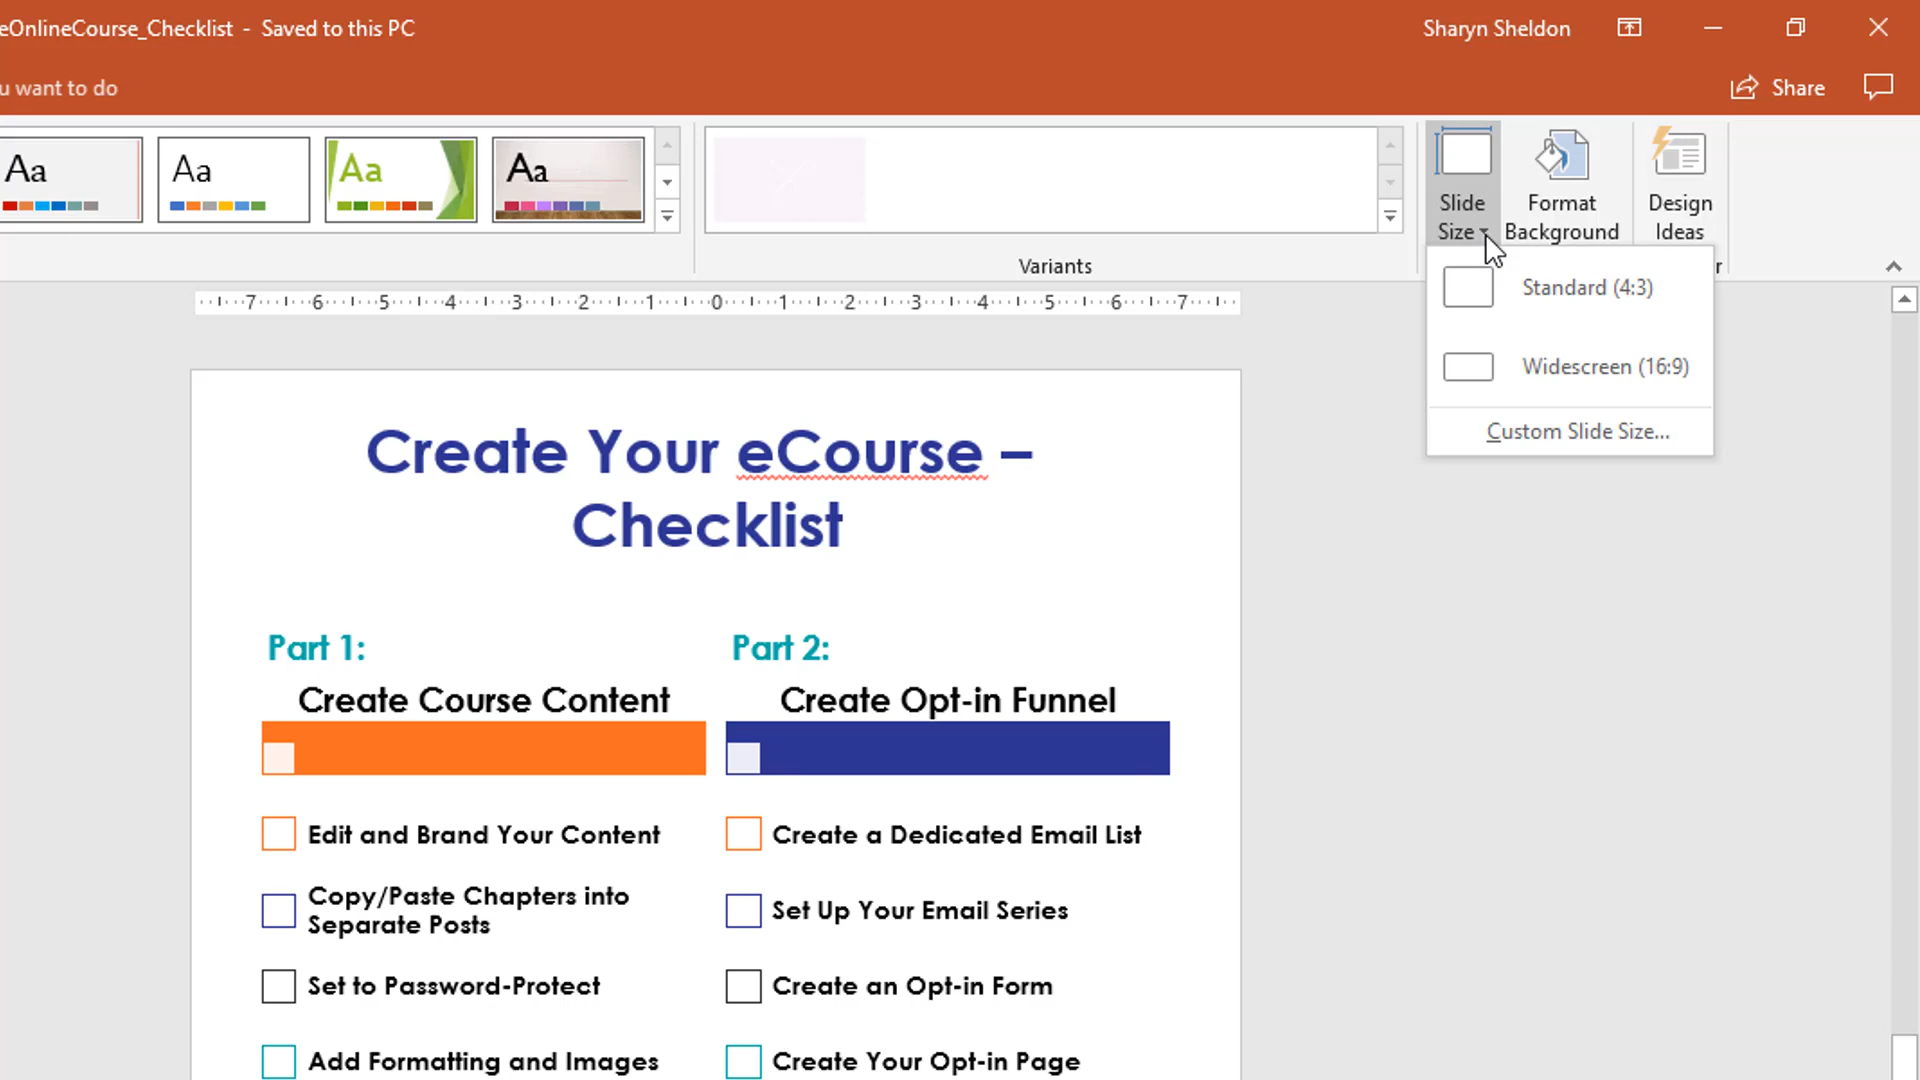 eOnlineCourse_Checklist - Saved to this PC
Sharyn Sheldon
u want to do
Share
Aa
Aa
Aa
Aa
Slide
Size
Format
Background
Design
Ideas
Variants
r
Standard (4:3)
Widescreen (16:9)
Custom Slide Size...
7 6 5 4 3 2 1 0 1 2 3 4 5 6 7
Create Your eCourse –
Checklist
Part 1:
Create Course Content
Edit and Brand Your Content
Copy/Paste Chapters into
Separate Posts
Set to Password-Protect
Add Formatting and Images
Part 2:
Create Opt-in Funnel
Create a Dedicated Email List
Set Up Your Email Series
Create an Opt-in Form
Create Your Opt-in Page